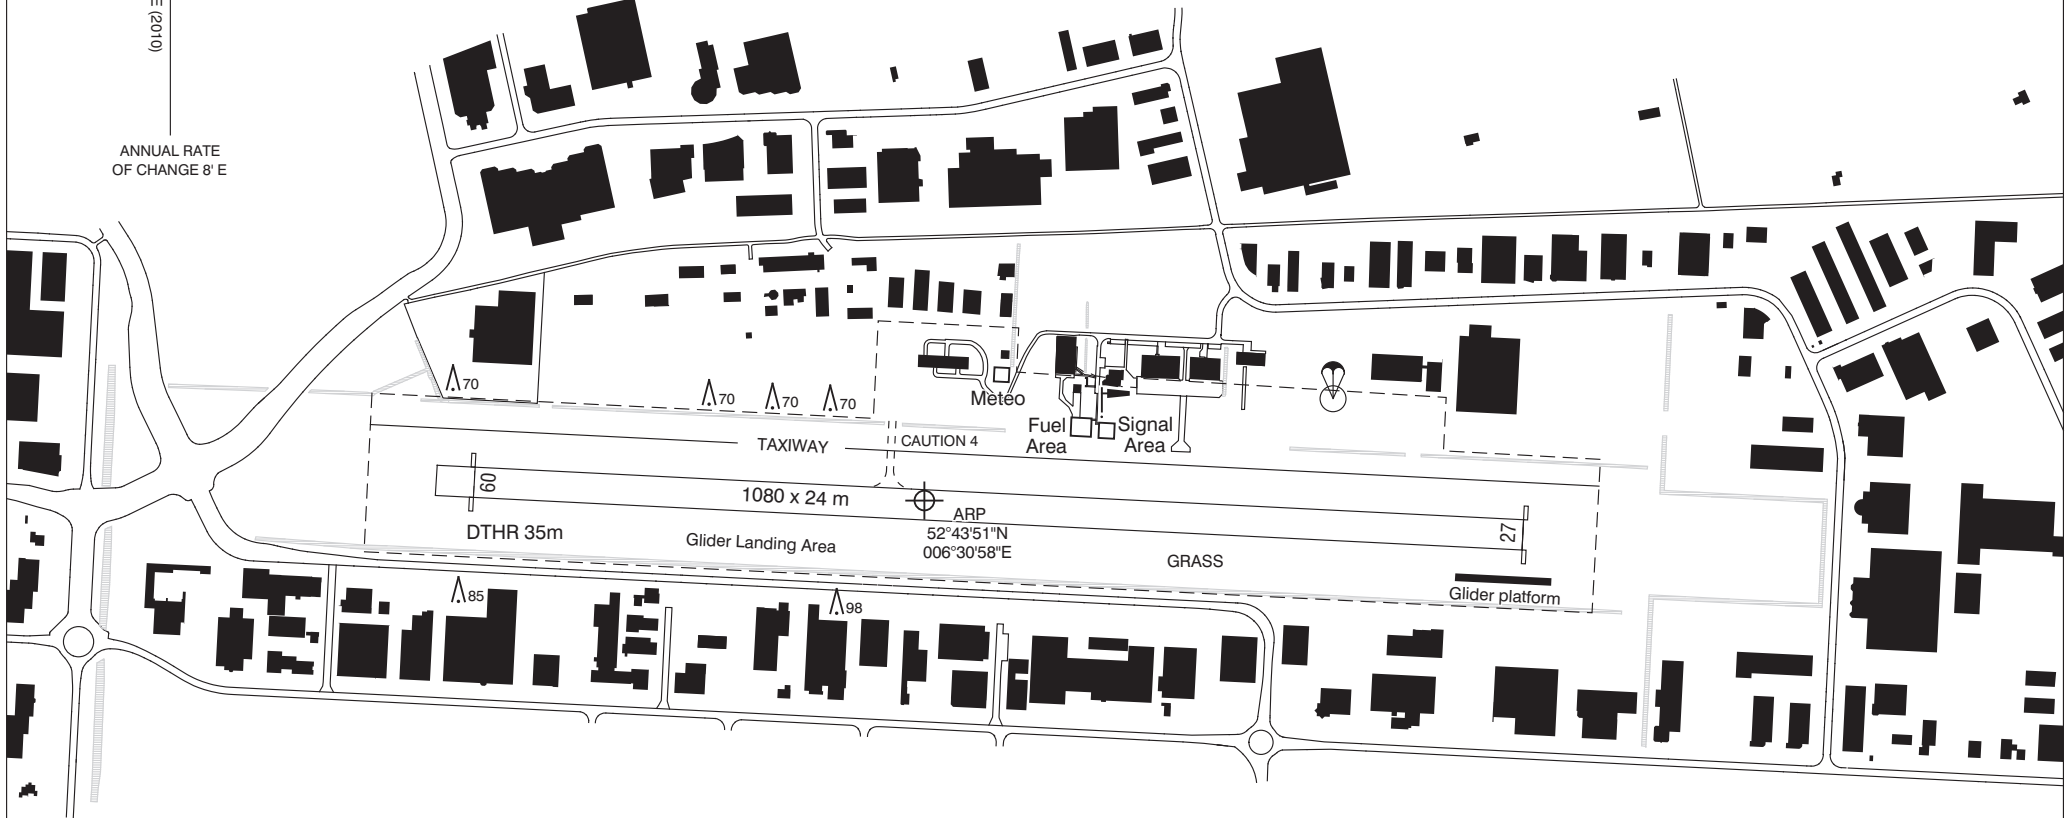 E (2010)
ANNUAL RATE
OF CHANGE 8' E
70
70
70
70
Meteo
Fuel
Area
Signal
Area
TAXIWAY
CAUTION 4
09
1080 x 24 m
ARP
52°43'51"N
006°30'58"E
27
DTHR 35m
Glider Landing Area
GRASS
Glider platform
85
98